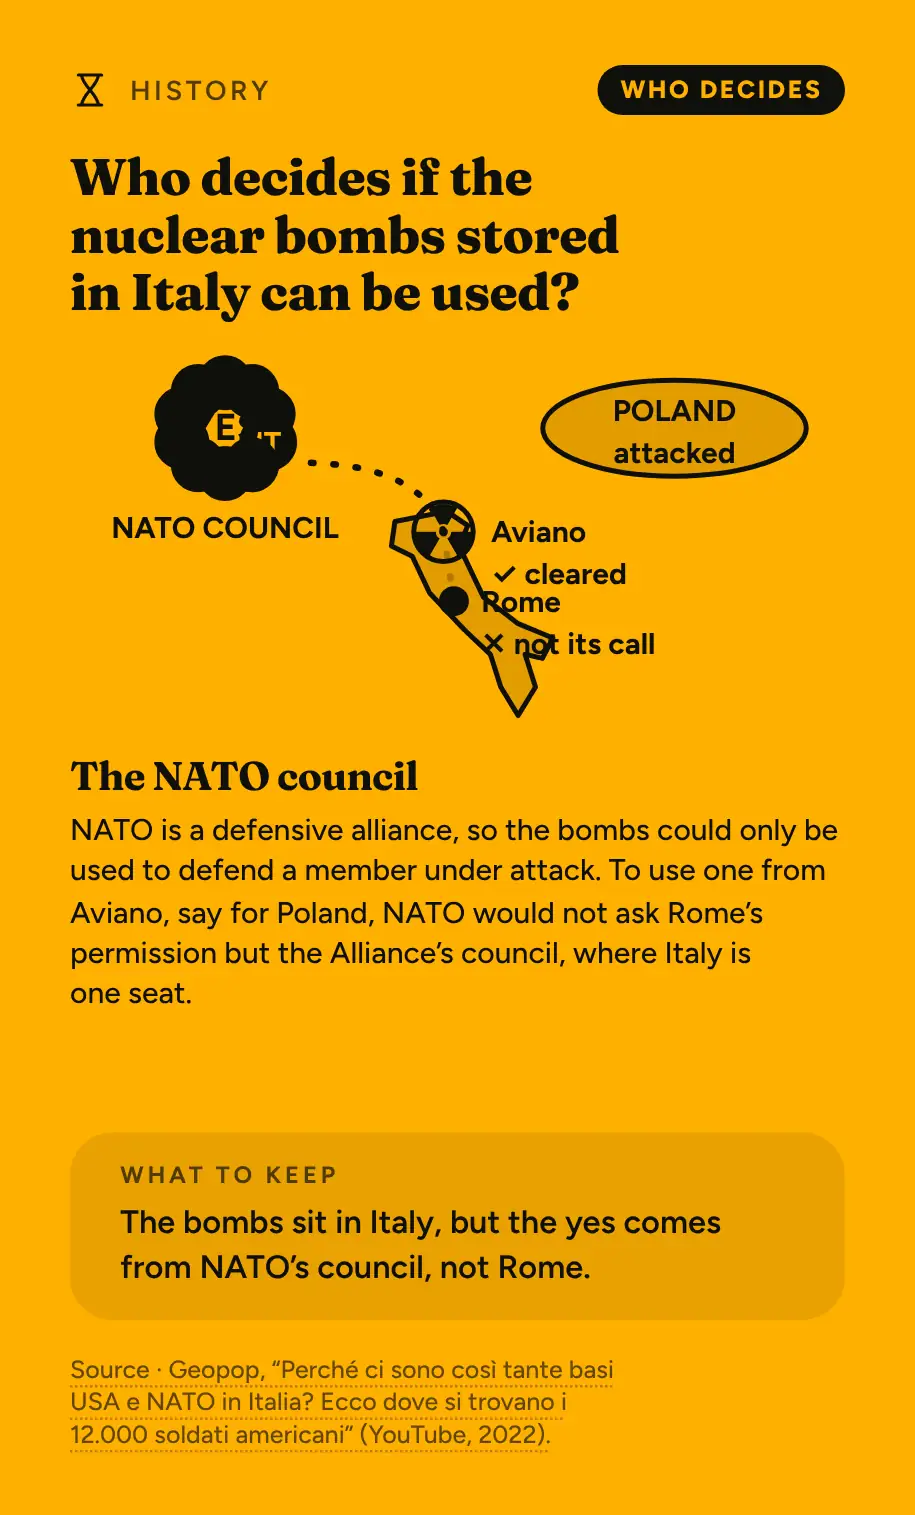 HISTORY
WHO DECIDES
Who decides if the
nuclear bombs stored
in Italy can be used?
POLAND
attacked
NATO COUNCIL
Aviano
✓ cleared
Rome
✕ not its call
The NATO council
NATO is a defensive alliance, so the bombs could only be
used to defend a member under attack. To use one from
Aviano, say for Poland, NATO would not ask Rome’s
permission but the Alliance’s council, where Italy is
one seat.
WHAT TO KEEP
The bombs sit in Italy, but the yes comes
from NATO’s council, not Rome.
Source · Geopop, “Perché ci sono così tante basi
USA e NATO in Italia? Ecco dove si trovano i
12.000 soldati americani” (YouTube, 2022).